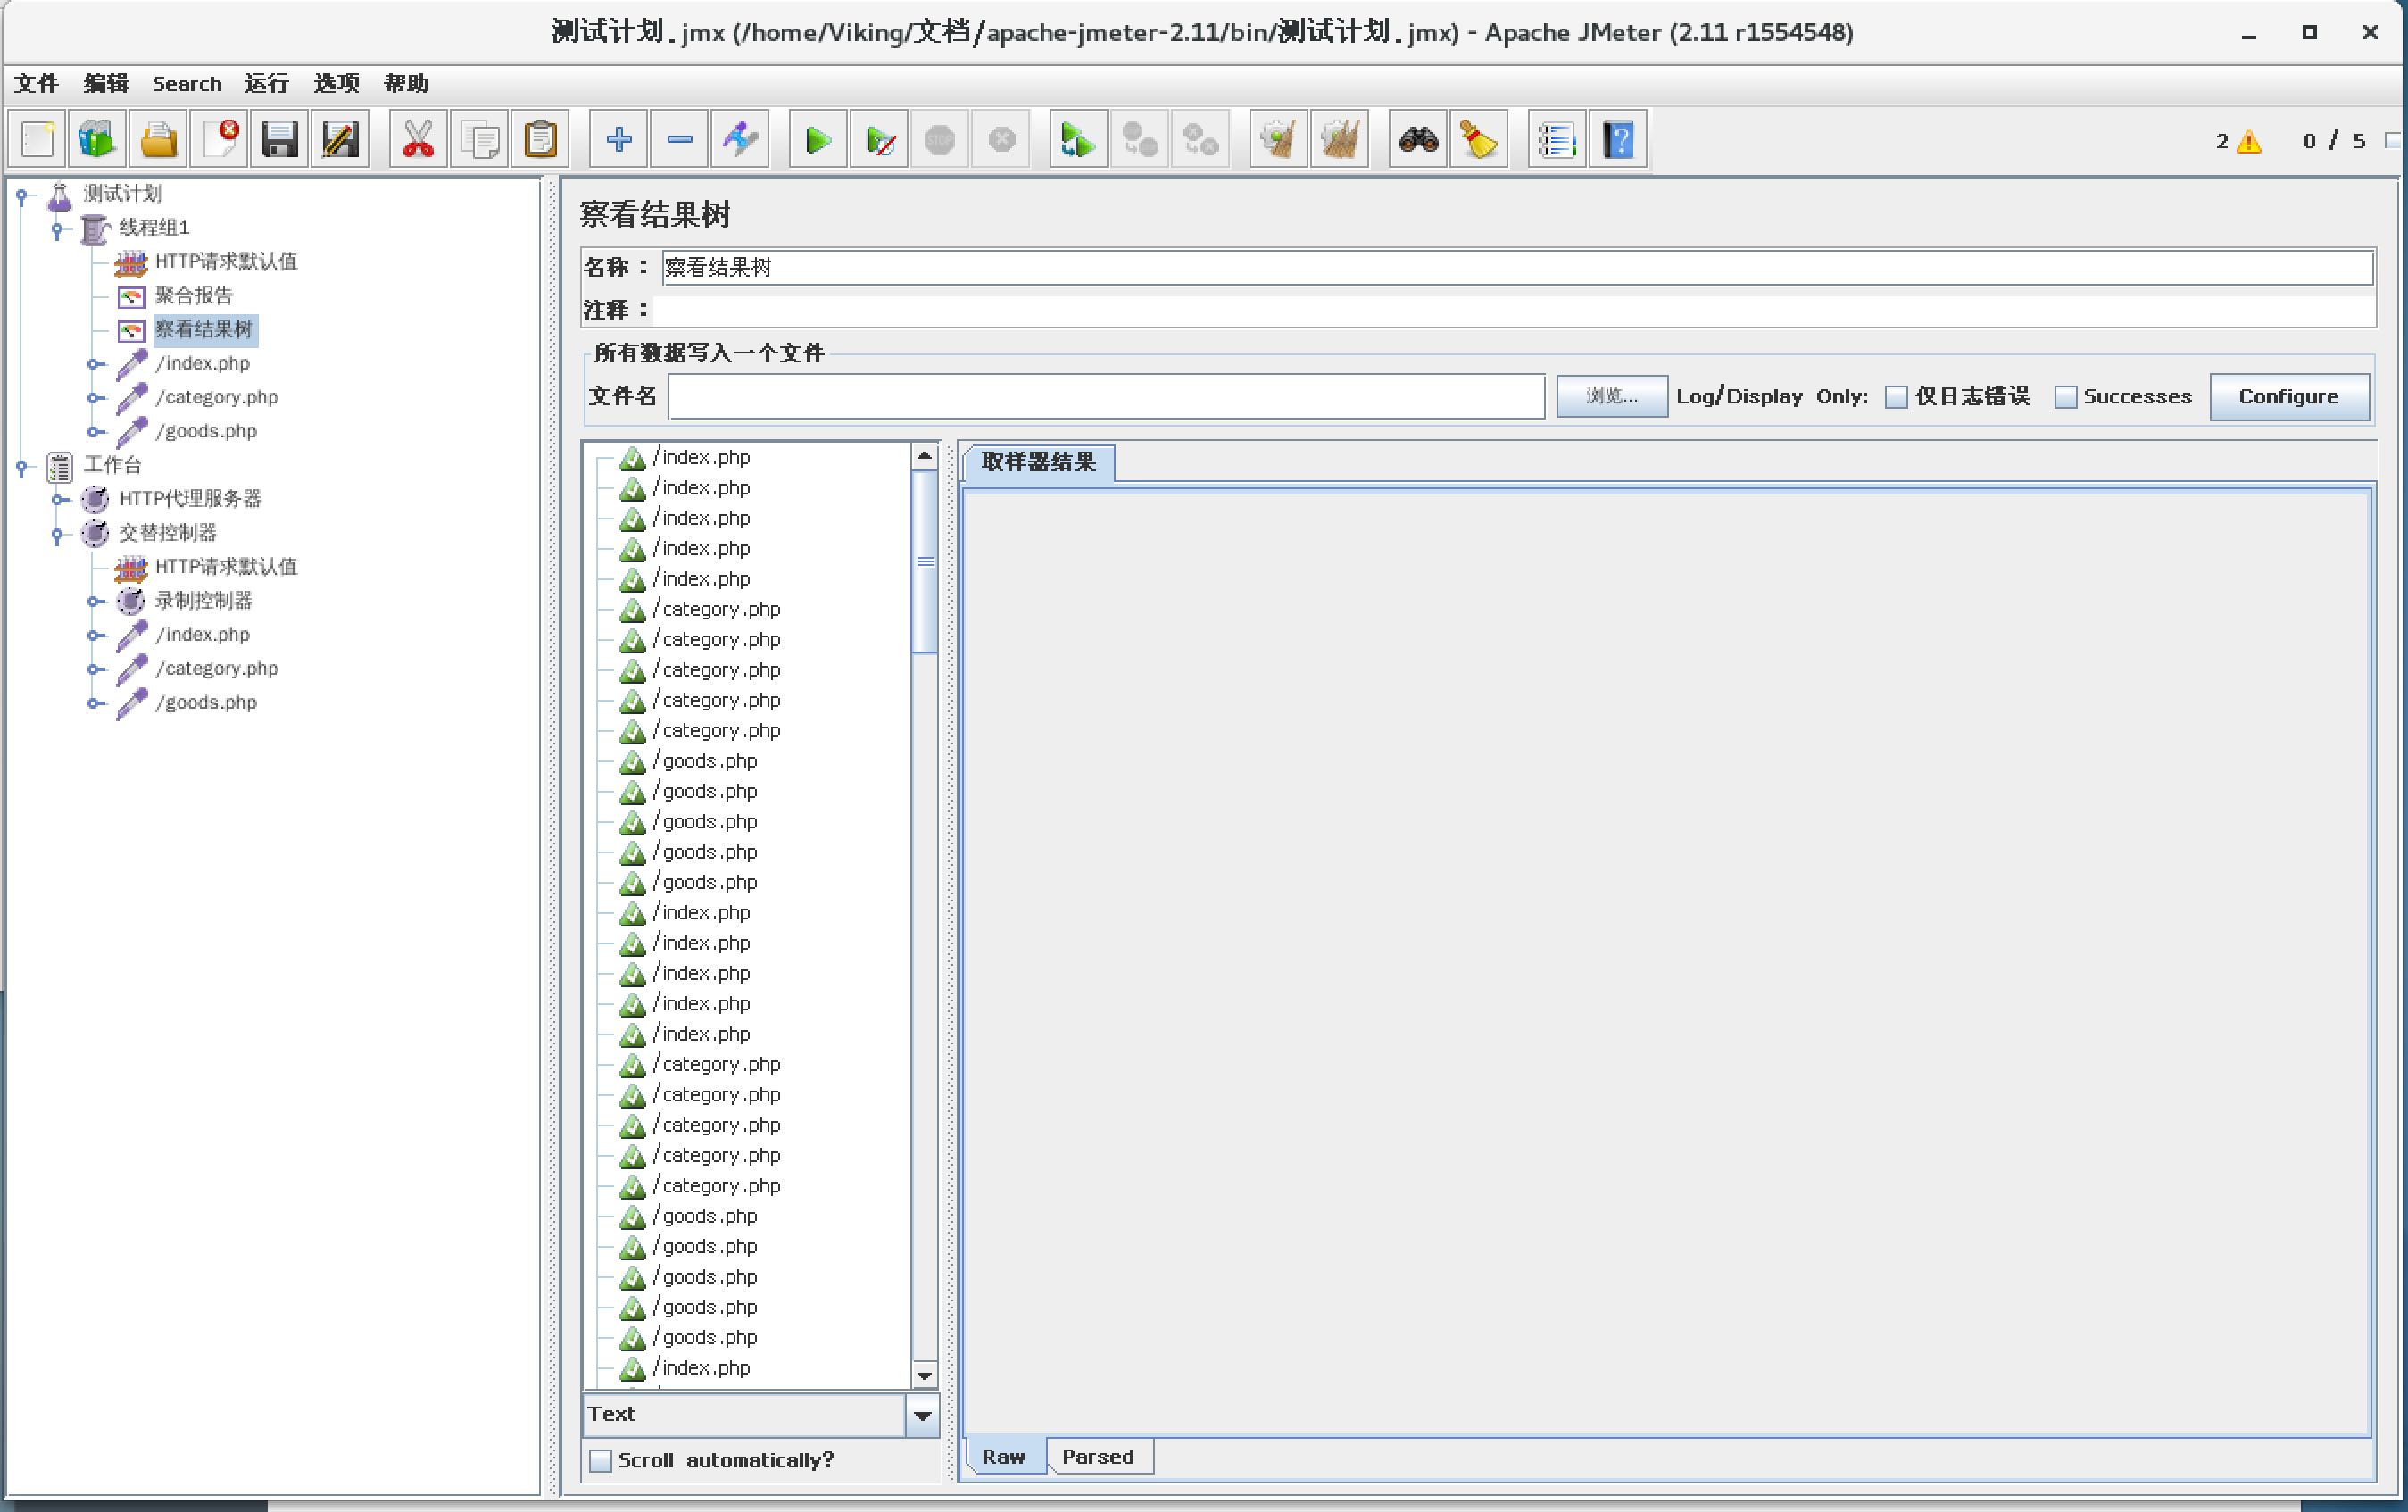 测试计划.jmx (/home/Viking/文档/apache-jmeter-2.11/bin/测试计划.jmx) - Apache JMeter (2.11 r1554548)
文件 编辑 Search 运行 选项 帮助
STOP
2 0 / 5
测试计划
线程组1
HTTP请求默认值
聚合报告
察看结果树
/index.php
/category.php
/goods.php
工作台
HTTP代理服务器
交替控制器
HTTP请求默认值
录制控制器
/index.php
/category.php
/goods.php
察看结果树
名称： 察看结果树
注释：
所有数据写入一个文件
文件名 浏览... Log/Display Only: 仅日志错误 Successes Configure
/index.php
/index.php
/index.php
/index.php
/index.php
/category.php
/category.php
/category.php
/category.php
/category.php
/goods.php
/goods.php
/goods.php
/goods.php
/goods.php
/index.php
/index.php
/index.php
/index.php
/index.php
/category.php
/category.php
/category.php
/category.php
/category.php
/goods.php
/goods.php
/goods.php
/goods.php
/goods.php
/index.php
Text
Scroll automatically?
取样器结果
Raw Parsed